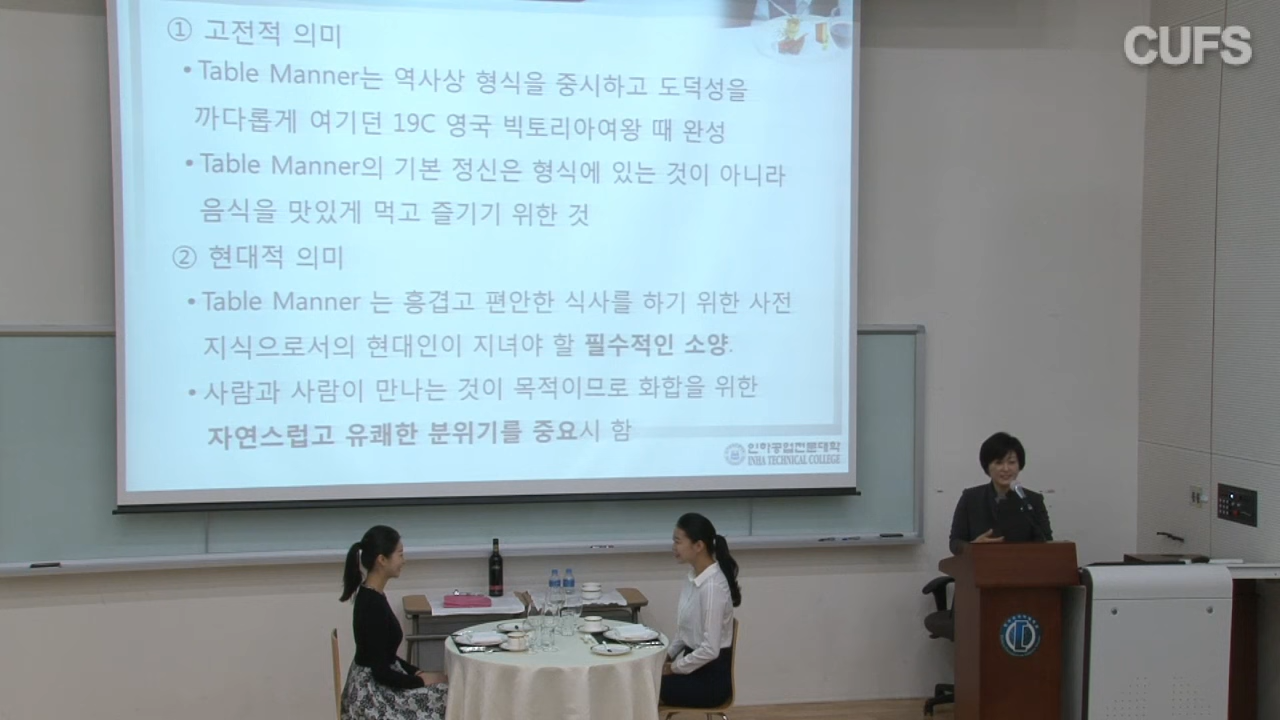 ① 고전적 의미
CUFS
• Table Manner는 역사상 형식을 중시하고 도덕성을
까다롭게 여기던 19C 영국 빅토리아여왕 때 완성
• Table Manner의 기본 정신은 형식에 있는 것이 아니라
음식을 맛있게 먹고 즐기기 위한 것
② 현대적 의미
• Table Manner 는 흥겹고 편안한 식사를 하기 위한 사전
지식으로서의 현대인이 지녀야 할 필수적인 소양.
• 사람과 사람이 만나는 것이 목적이므로 화합을 위한
자연스럽고 유쾌한 분위기를 중요시 함
인하공업전문대학
INHA TECHNICAL COLLEGE